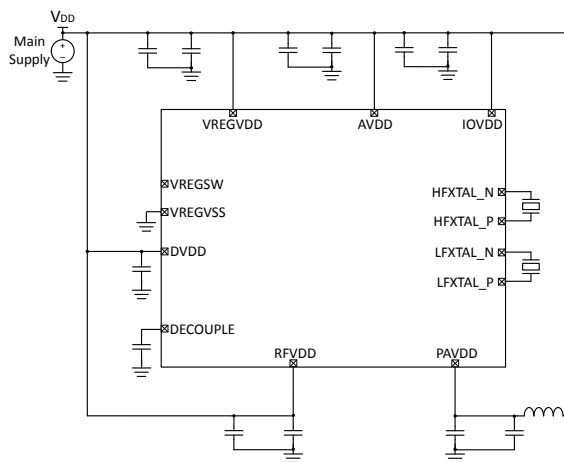 VDD
Main
Supply
+
–
VREGVDD
AVDD
IOVDD
VREGSW
HFXTAL_N
VREGVSS
HFXTAL_P
DVDD
LFXTAL_N
LFXTAL_P
DECOUPLE
RFVDD
PAVDD